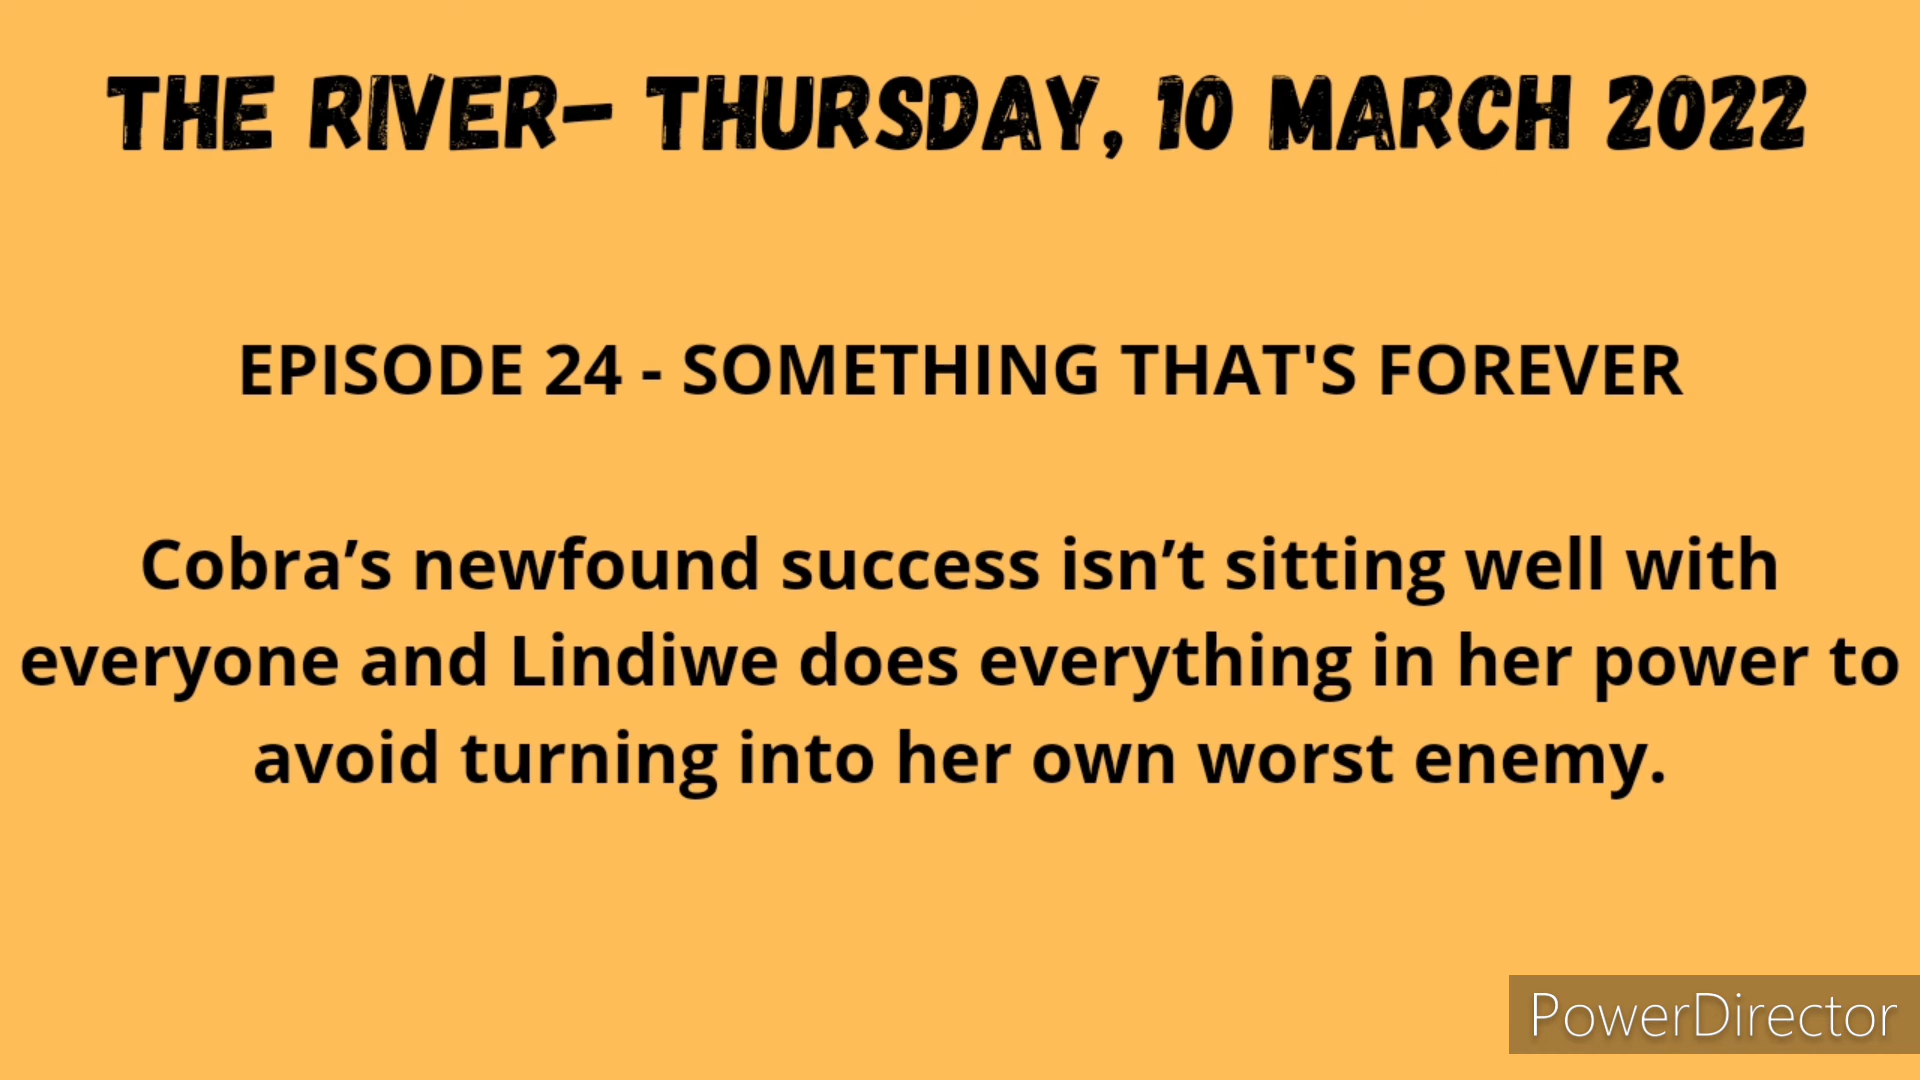 THE RIVER- THURSDAY, 10 MARCH 2022
EPISODE 24 - SOMETHING THAT'S FOREVER
Cobra’s newfound success isn’t sitting well with
everyone and Lindiwe does everything in her power to
avoid turning into her own worst enemy.
PowerDirector